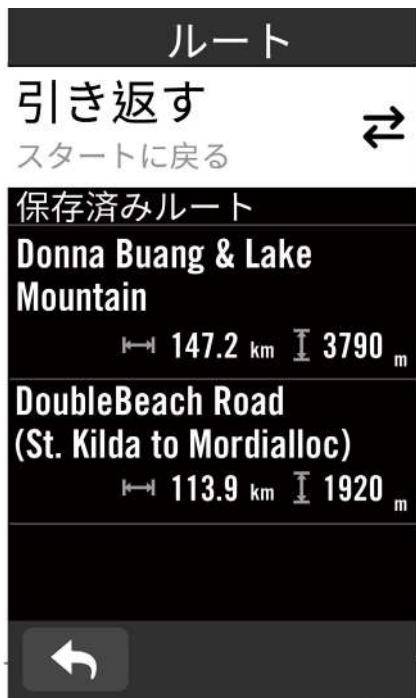 ルート
引き返す
スタートに戻る
保存済みルート
Donna Buang & Lake
Mountain
147.2 km 3790 m
DoubleBeach Road
(St. Kilda to Mordialloc)
113.9 km 1920 m